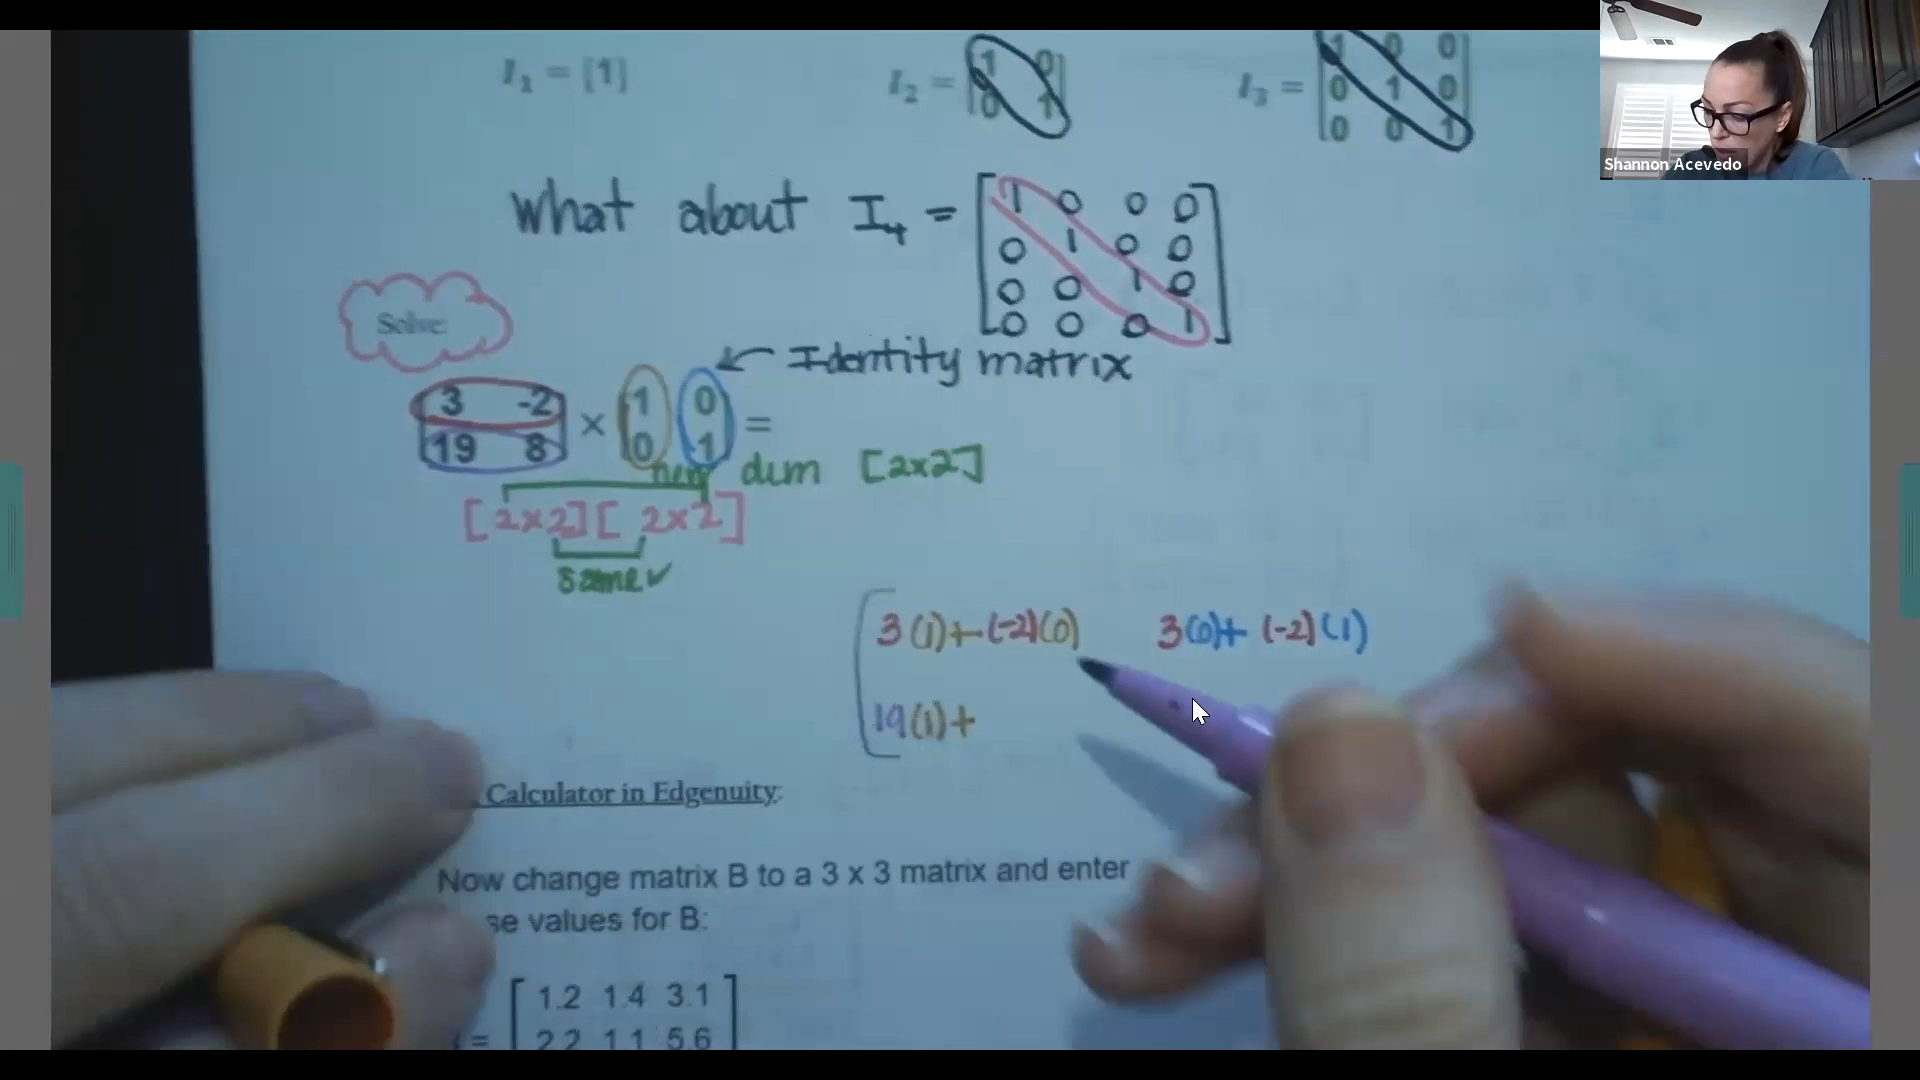 I₁ = [1]
I₂ = [1 0
0 1]
I₃ = [1 0 0
0 1 0
0 0 1]
Shannon Acevedo
What about I₄ = [1 0 0 0
0 1 0 0
0 0 1 0
0 0 0 1]
Solve:
← Identity matrix
3 -2 × 1 0 =
19 8 0 1
new dim [2x2]
[2x2][2x2]
same✓
3(1)+(-2)(0) 3(0)+(-2)(1)
19(1)+
Calculator in Edgenuity:
Now change matrix B to a 3 x 3 matrix and enter
se values for B:
= [1.2 1.4 3.1]
2.2 1.1 5.6